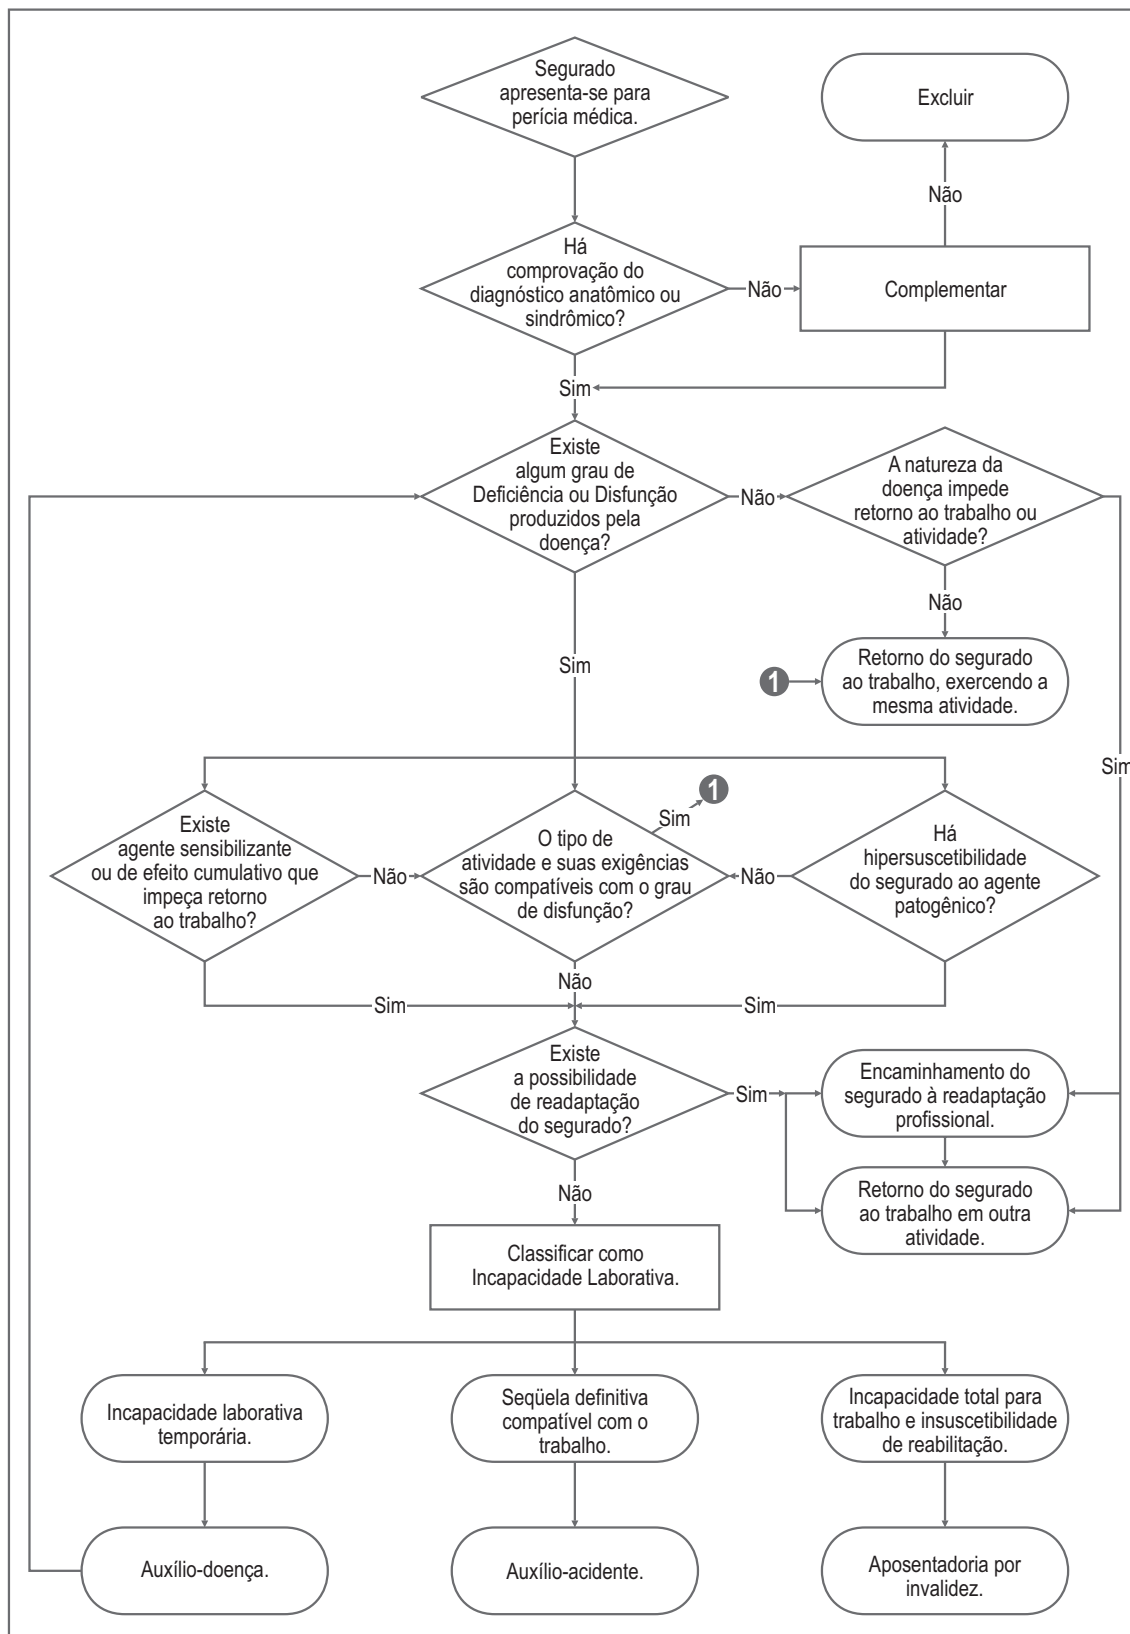 Segurado
apresenta-se para
perícia médica.
Excluir
Não
Há
comprovação do
diagnóstico anatômico ou
sindrômico?
Não
Complementar
Sim
Existe
algum grau de
Deficiência ou Disfunção
produzidos pela
doença?
Não
A natureza da
doença impede
retorno ao trabalho ou
atividade?
Não
Sim
1
Retorno do segurado
ao trabalho, exercendo a
mesma atividade.
Sim
1
Sim
Existe
agente sensibilizante
ou de efeito cumulativo que
impeça retorno
ao trabalho?
Não
O tipo de
atividade e suas exigências
são compatíveis com o grau
de disfunção?
Não
Há
hipersuscetibilidade
do segurado ao agente
patogênico?
Não
Sim
Sim
Existe
a possibilidade
de readaptação
do segurado?
Sim
Encaminhamento do
segurado à readaptação
profissional.
Não
Retorno do segurado
ao trabalho em outra
atividade.
Classificar como
Incapacidade Laborativa.
Incapacidade laborativa
temporária.
Seqüela definitiva
compatível com o
trabalho.
Incapacidade total para
trabalho e insuscetibilidade
de reabilitação.
Auxílio-doença.
Auxílio-acidente.
Aposentadoria por
invalidez.